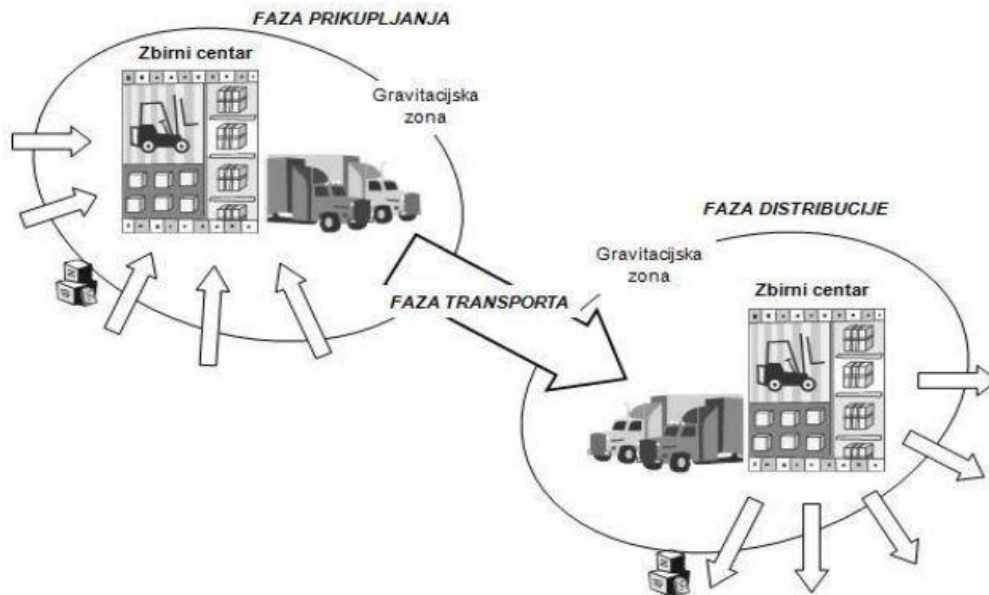 FAZA PRIKUPLJANJA
Zbirni centar
Gravitacijska
zona
FAZA DISTRIBUCIJE
Gravitacijska
zona
Zbirni centar
FAZA TRANSPORTA